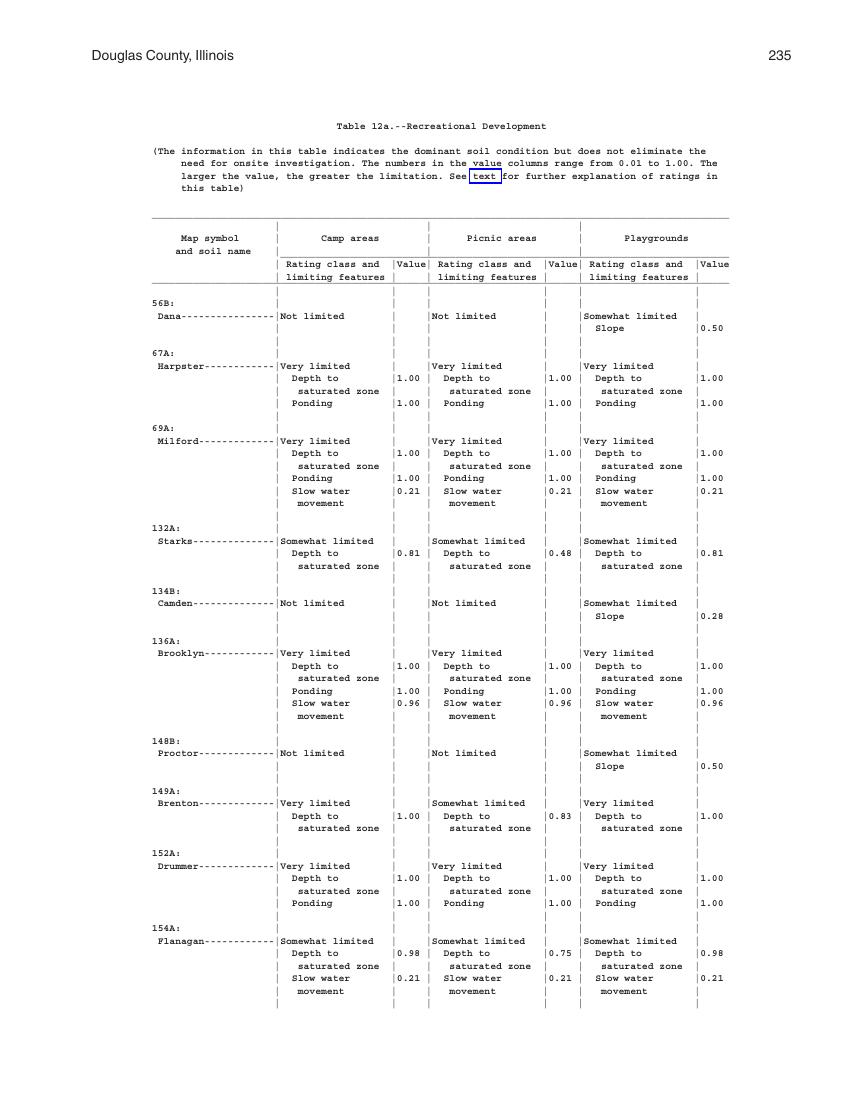 Douglas County, Illinois 235
Table 12a.--Recreational Development
(The information in this table indicates the dominant soil condition but does not eliminate the
need for onsite investigation. The numbers in the value columns range from 0.01 to 1.00. The
larger the value, the greater the limitation. See text for further explanation of ratings in
this table)
Map symbol | Camp areas | Picnic areas | Playgrounds
and soil name
Rating class and |Value| Rating class and |Value| Rating class and |Value
limiting features | | limiting features | | limiting features |
56B:
Dana---------------|Not limited | |Not limited | |Somewhat limited |
Slope |0.50
67A:
Harpster-----------|Very limited | |Very limited | |Very limited |
Depth to |1.00 | Depth to |1.00 | Depth to |1.00
saturated zone | | saturated zone | | saturated zone |
Ponding |1.00 | Ponding |1.00 | Ponding |1.00
69A:
Milford------------|Very limited | |Very limited | |Very limited |
Depth to |1.00 | Depth to |1.00 | Depth to |1.00
saturated zone | | saturated zone | | saturated zone |
Ponding |1.00 | Ponding |1.00 | Ponding |1.00
Slow water |0.21 | Slow water |0.21 | Slow water |0.21
movement | | movement | | movement |
132A:
Starks-------------|Somewhat limited | |Somewhat limited | |Somewhat limited |
Depth to |0.81 | Depth to |0.48 | Depth to |0.81
saturated zone | | saturated zone | | saturated zone |
134B:
Camden-------------|Not limited | |Not limited | |Somewhat limited |
Slope |0.28
136A:
Brooklyn-----------|Very limited | |Very limited | |Very limited |
Depth to |1.00 | Depth to |1.00 | Depth to |1.00
saturated zone | | saturated zone | | saturated zone |
Ponding |1.00 | Ponding |1.00 | Ponding |1.00
Slow water |0.96 | Slow water |0.96 | Slow water |0.96
movement | | movement | | movement |
148B:
Proctor------------|Not limited | |Not limited | |Somewhat limited |
Slope |0.50
149A:
Brenton------------|Very limited | |Somewhat limited | |Very limited |
Depth to |1.00 | Depth to |0.83 | Depth to |1.00
saturated zone | | saturated zone | | saturated zone |
152A:
Drummer------------|Very limited | |Very limited | |Very limited |
Depth to |1.00 | Depth to |1.00 | Depth to |1.00
saturated zone | | saturated zone | | saturated zone |
Ponding |1.00 | Ponding |1.00 | Ponding |1.00
154A:
Flanagan-----------|Somewhat limited | |Somewhat limited | |Somewhat limited |
Depth to |0.98 | Depth to |0.75 | Depth to |0.98
saturated zone | | saturated zone | | saturated zone |
Slow water |0.21 | Slow water |0.21 | Slow water |0.21
movement | | movement | | movement |